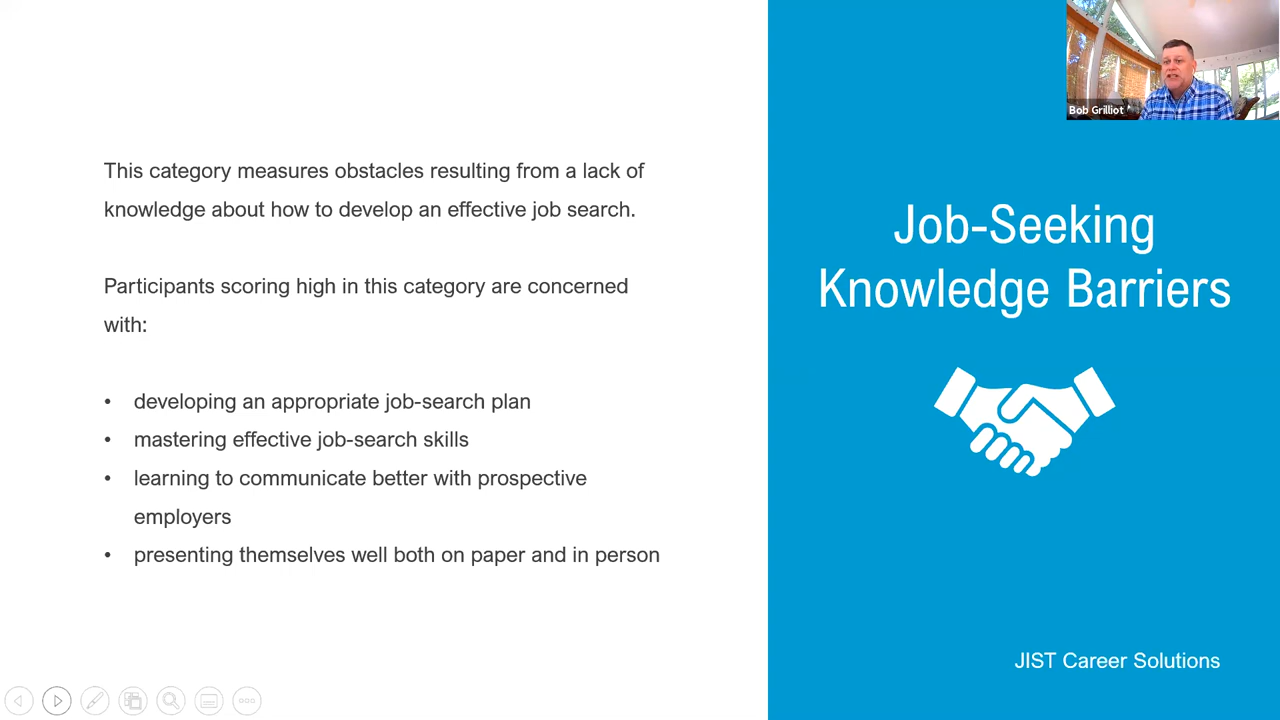 This category measures obstacles resulting from a lack of
knowledge about how to develop an effective job search.
Participants scoring high in this category are concerned
with:
• developing an appropriate job-search plan
• mastering effective job-search skills
• learning to communicate better with prospective
employers
• presenting themselves well both on paper and in person
Bob Grilliot
Job-Seeking
Knowledge Barriers
JIST Career Solutions